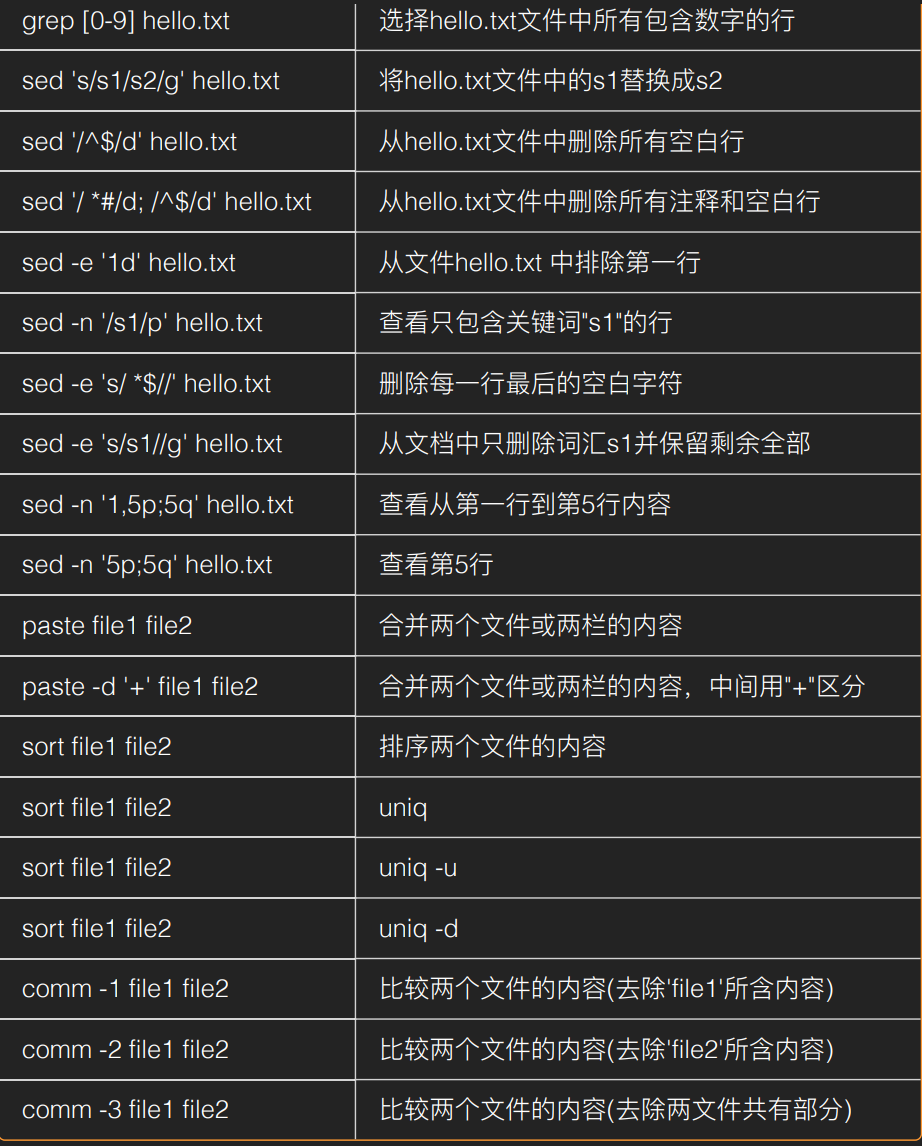 grep [0-9] hello.txt 选择hello.txt文件中所有包含数字的行
sed 's/s1/s2/g' hello.txt 将hello.txt文件中的s1替换成s2
sed '/^$/d' hello.txt 从hello.txt文件中删除所有空白行
sed '/ *#/d; /^$/d' hello.txt 从hello.txt文件中删除所有注释和空白行
sed -e '1d' hello.txt 从文件hello.txt 中排除第一行
sed -n '/s1/p' hello.txt 查看只包含关键词"s1"的行
sed -e 's/ *$//' hello.txt 删除每一行最后的空白字符
sed -e 's/s1//g' hello.txt 从文档中只删除词汇s1并保留剩余全部
sed -n '1,5p;5q' hello.txt 查看从第一行到第5行内容
sed -n '5p;5q' hello.txt 查看第5行
paste file1 file2 合并两个文件或两栏的内容
paste -d '+' file1 file2 合并两个文件或两栏的内容，中间用"+"区分
sort file1 file2 排序两个文件的内容
sort file1 file2 uniq
sort file1 file2 uniq -u
sort file1 file2 uniq -d
comm -1 file1 file2 比较两个文件的内容(去除'file1'所含内容)
comm -2 file1 file2 比较两个文件的内容(去除'file2'所含内容)
comm -3 file1 file2 比较两个文件的内容(去除两文件共有部分)